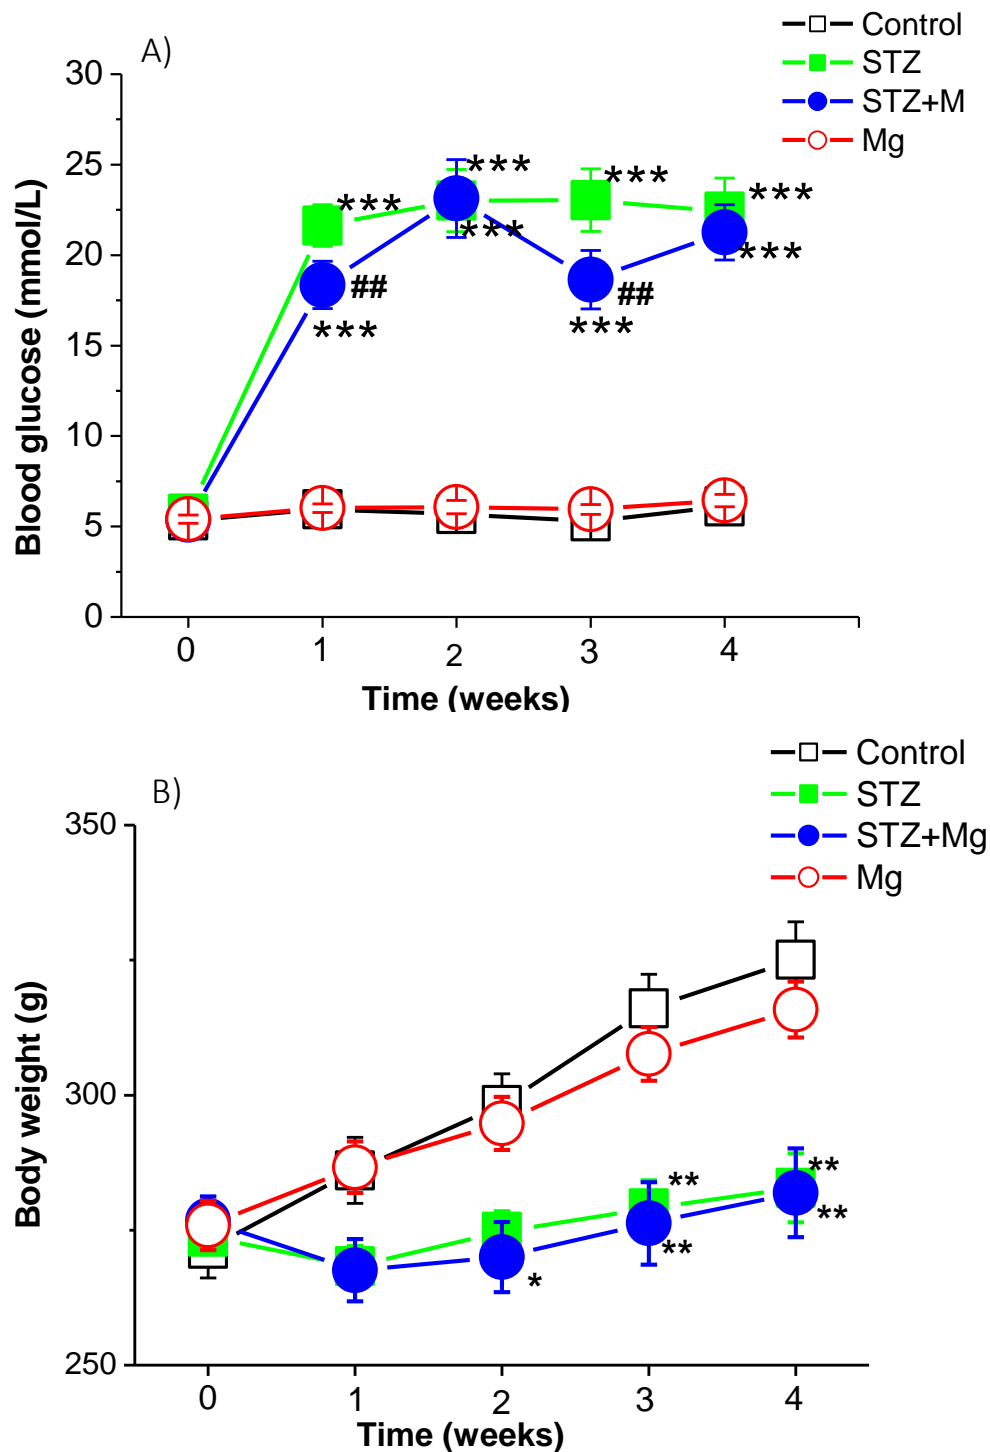 Control
A)
STZ
STZ+M
Mg
30
25
20
15
10
5
0
Blood glucose (mmol/L)
***
***
***
***
***
***
***
***
##
##
0 1 2 3 4
Time (weeks)
Control
B)
STZ
STZ+Mg
Mg
350
300
250
Body weight (g)
**
**
**
**
*
0 1 2 3 4
Time (weeks)